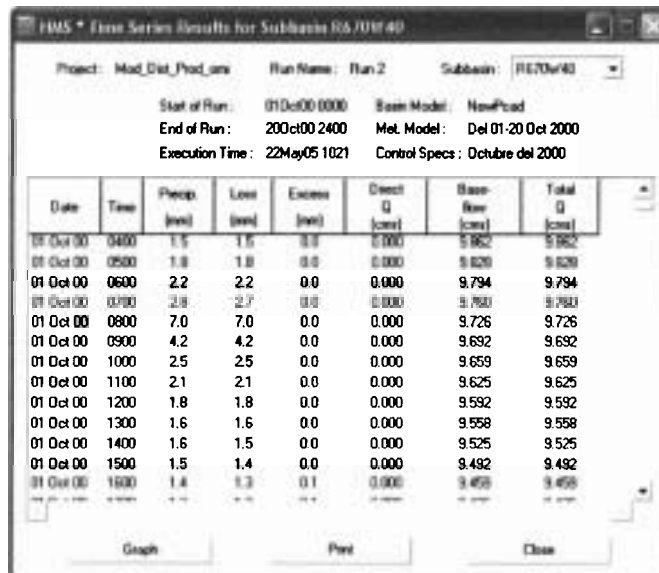 HMS * Time Series Results for Subbasin R670W40
Project: Mod_Dist_Prod_omi Run Name: Run 2 Subbasin: R670W40
Start of Run: 01Oct00 0000 Basin Model: NewPcad
End of Run: 20Oct00 2400 Met. Model: Del 01-20 Oct 2000
Execution Time: 22May05 1021 Control Specs: Octubre del 2000
Date Time Precip. (mm) Loss (mm) Excess (mm) Direct Q (cms) Base-flow (cms) Total Q (cms)
01 Oct 00 0400 1.5 1.5 0.0 0.000 9.862 9.862
01 Oct 00 0500 1.8 1.8 0.0 0.000 9.828 9.828
01 Oct 00 0600 2.2 2.2 0.0 0.000 9.794 9.794
01 Oct 00 0700 2.8 2.7 0.0 0.000 9.760 9.760
01 Oct 00 0800 7.0 7.0 0.0 0.000 9.726 9.726
01 Oct 00 0900 4.2 4.2 0.0 0.000 9.692 9.692
01 Oct 00 1000 2.5 2.5 0.0 0.000 9.659 9.659
01 Oct 00 1100 2.1 2.1 0.0 0.000 9.625 9.625
01 Oct 00 1200 1.8 1.8 0.0 0.000 9.592 9.592
01 Oct 00 1300 1.6 1.6 0.0 0.000 9.558 9.558
01 Oct 00 1400 1.6 1.5 0.0 0.000 9.525 9.525
01 Oct 00 1500 1.5 1.4 0.0 0.000 9.492 9.492
01 Oct 00 1600 1.4 1.3 0.1 0.000 9.459 9.459
Graph Print Close